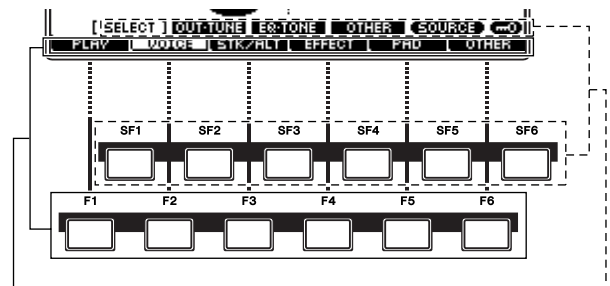 SELECT OUT-TUNE EQ-TONE OTHER SOURCE
PLAY VOICE STK/ALT EFFECT PAD OTHER
SF1 SF2 SF3 SF4 SF5 SF6
F1 F2 F3 F4 F5 F6